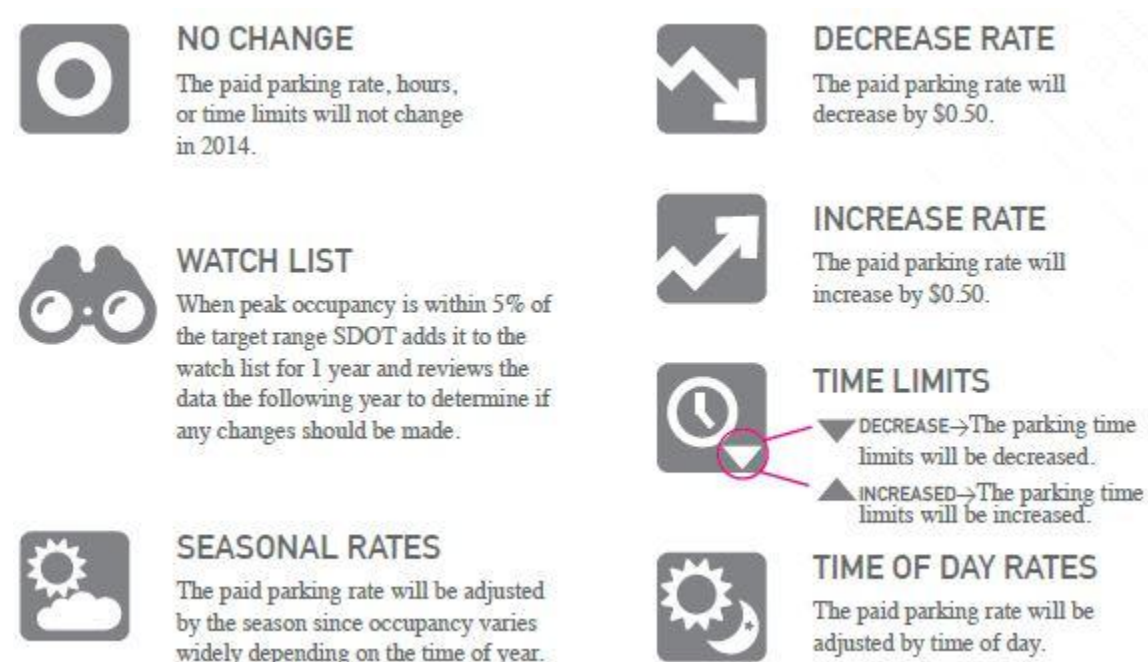 NO CHANGE
The paid parking rate, hours,
or time limits will not change
in 2014.
WATCH LIST
When peak occupancy is within 5% of
the target range SDOT adds it to the
watch list for 1 year and reviews the
data the following year to determine if
any changes should be made.
SEASONAL RATES
The paid parking rate will be adjusted
by the season since occupancy varies
widely depending on the time of year.
DECREASE RATE
The paid parking rate will
decrease by $0.50.
INCREASE RATE
The paid parking rate will
increase by $0.50.
TIME LIMITS
DECREASE→The parking time
limits will be decreased.
INCREASED→The parking time
limits will be increased.
TIME OF DAY RATES
The paid parking rate will be
adjusted by time of day.